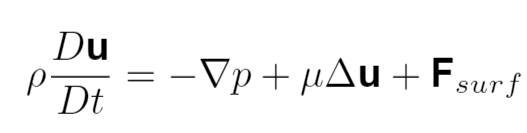 ρ Du/Dt = −∇p + μΔu + F_surf